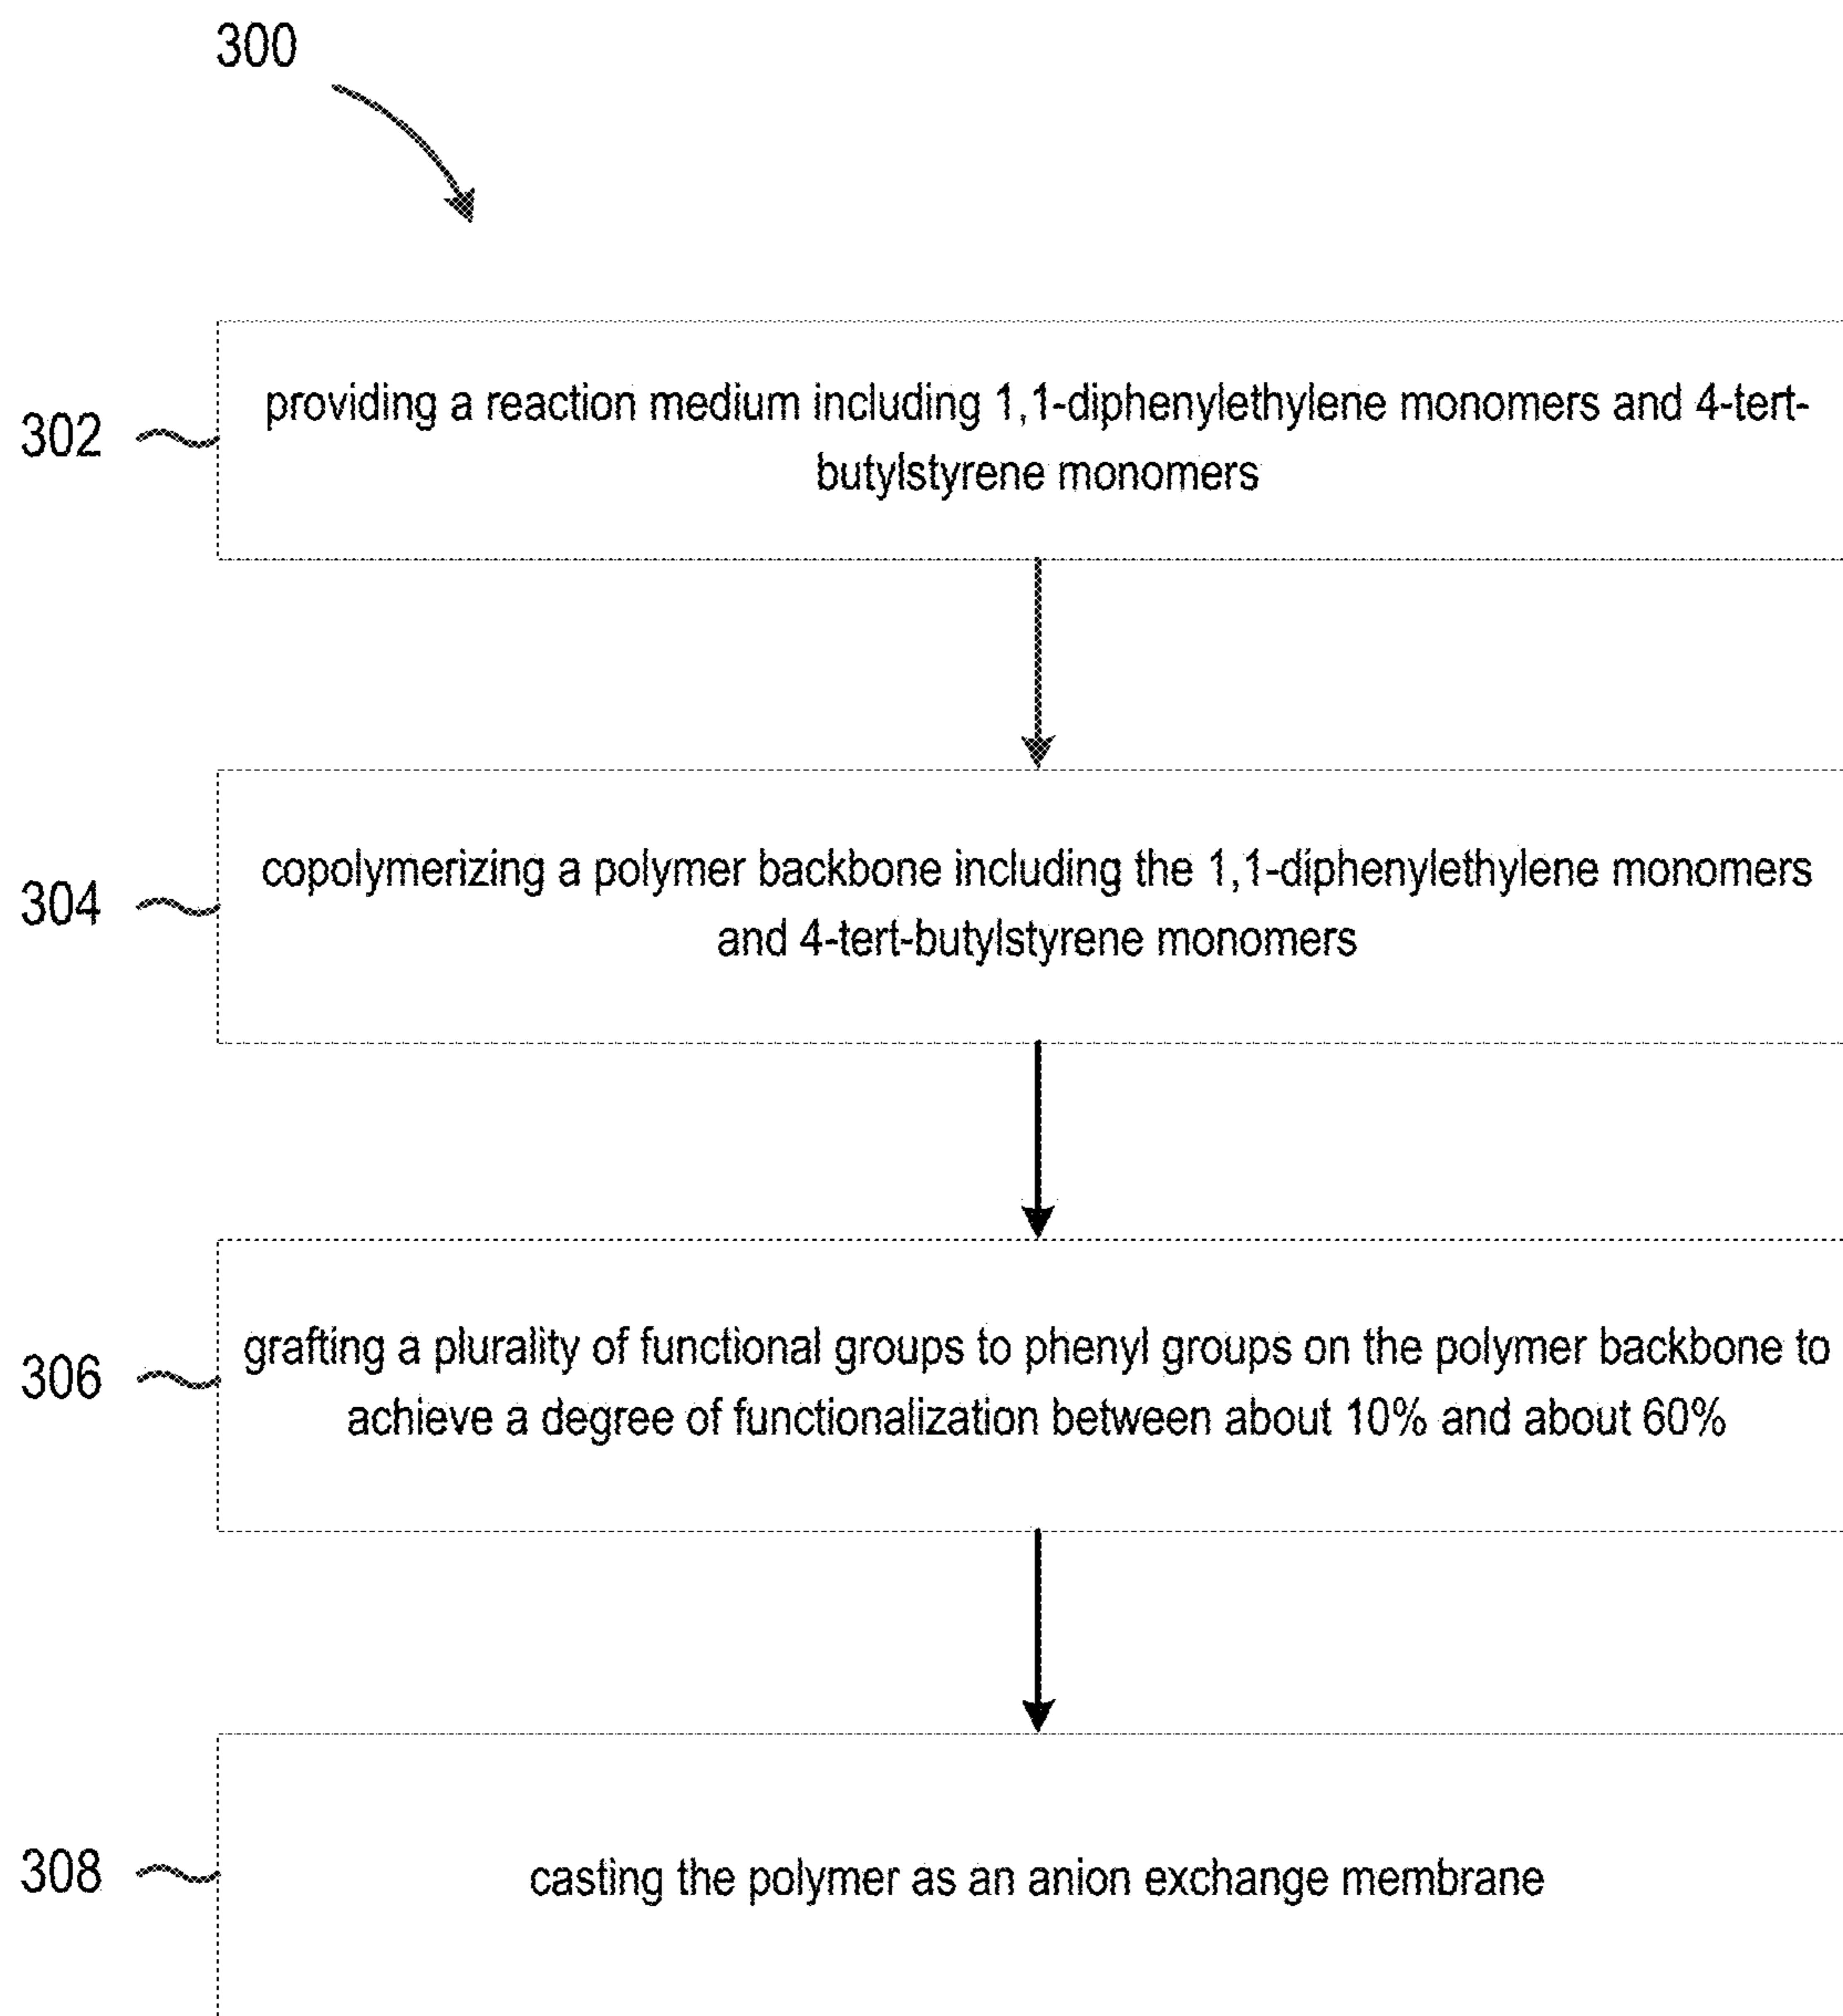 300
302
providing a reaction medium including 1,1-diphenylethylene monomers and 4-tert-
butylstyrene monomers
304
copolymerizing a polymer backbone including the 1,1-diphenylethylene monomers
and 4-tert-butylstyrene monomers
306
grafting a plurality of functional groups to phenyl groups on the polymer backbone to
achieve a degree of functionalization between about 10% and about 60%
308
casting the polymer as an anion exchange membrane